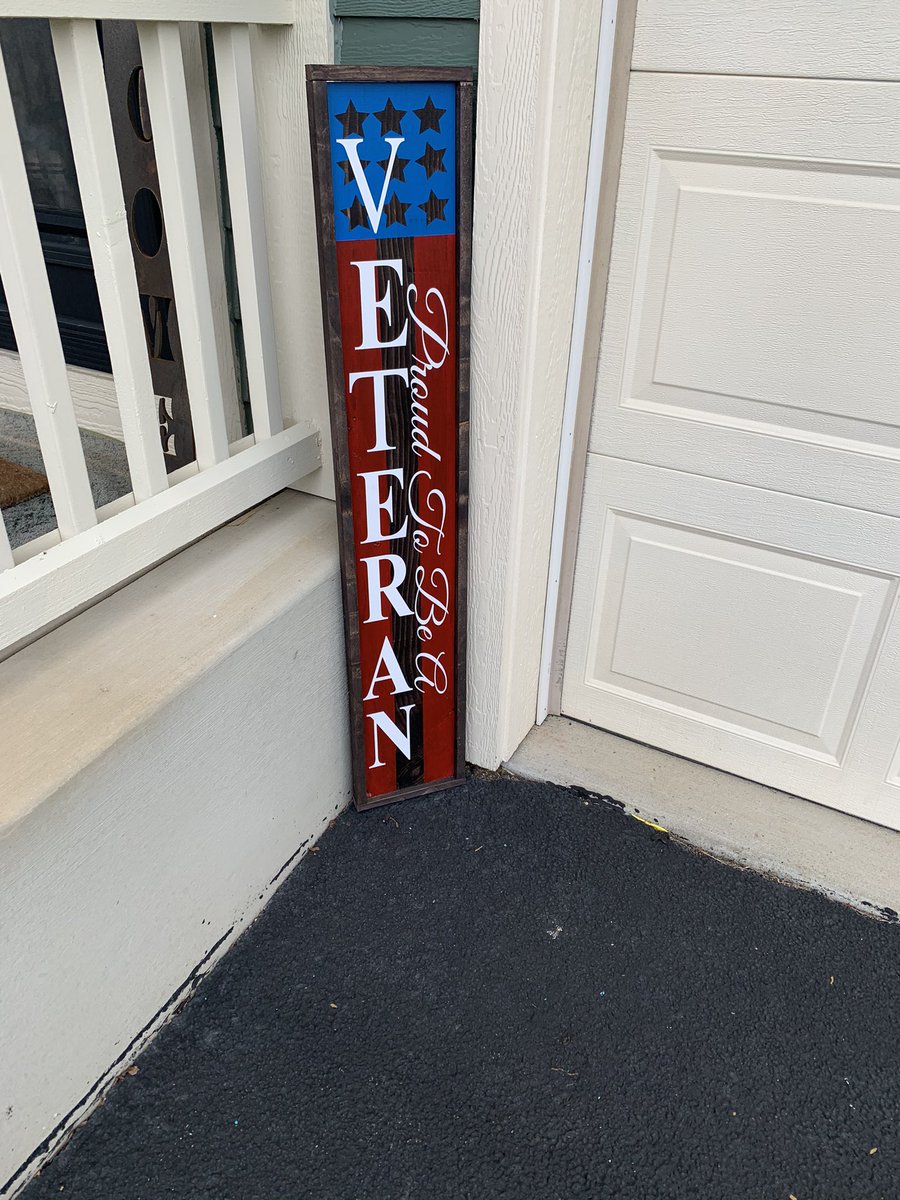 Proud To Be A
VETERAN
W
E